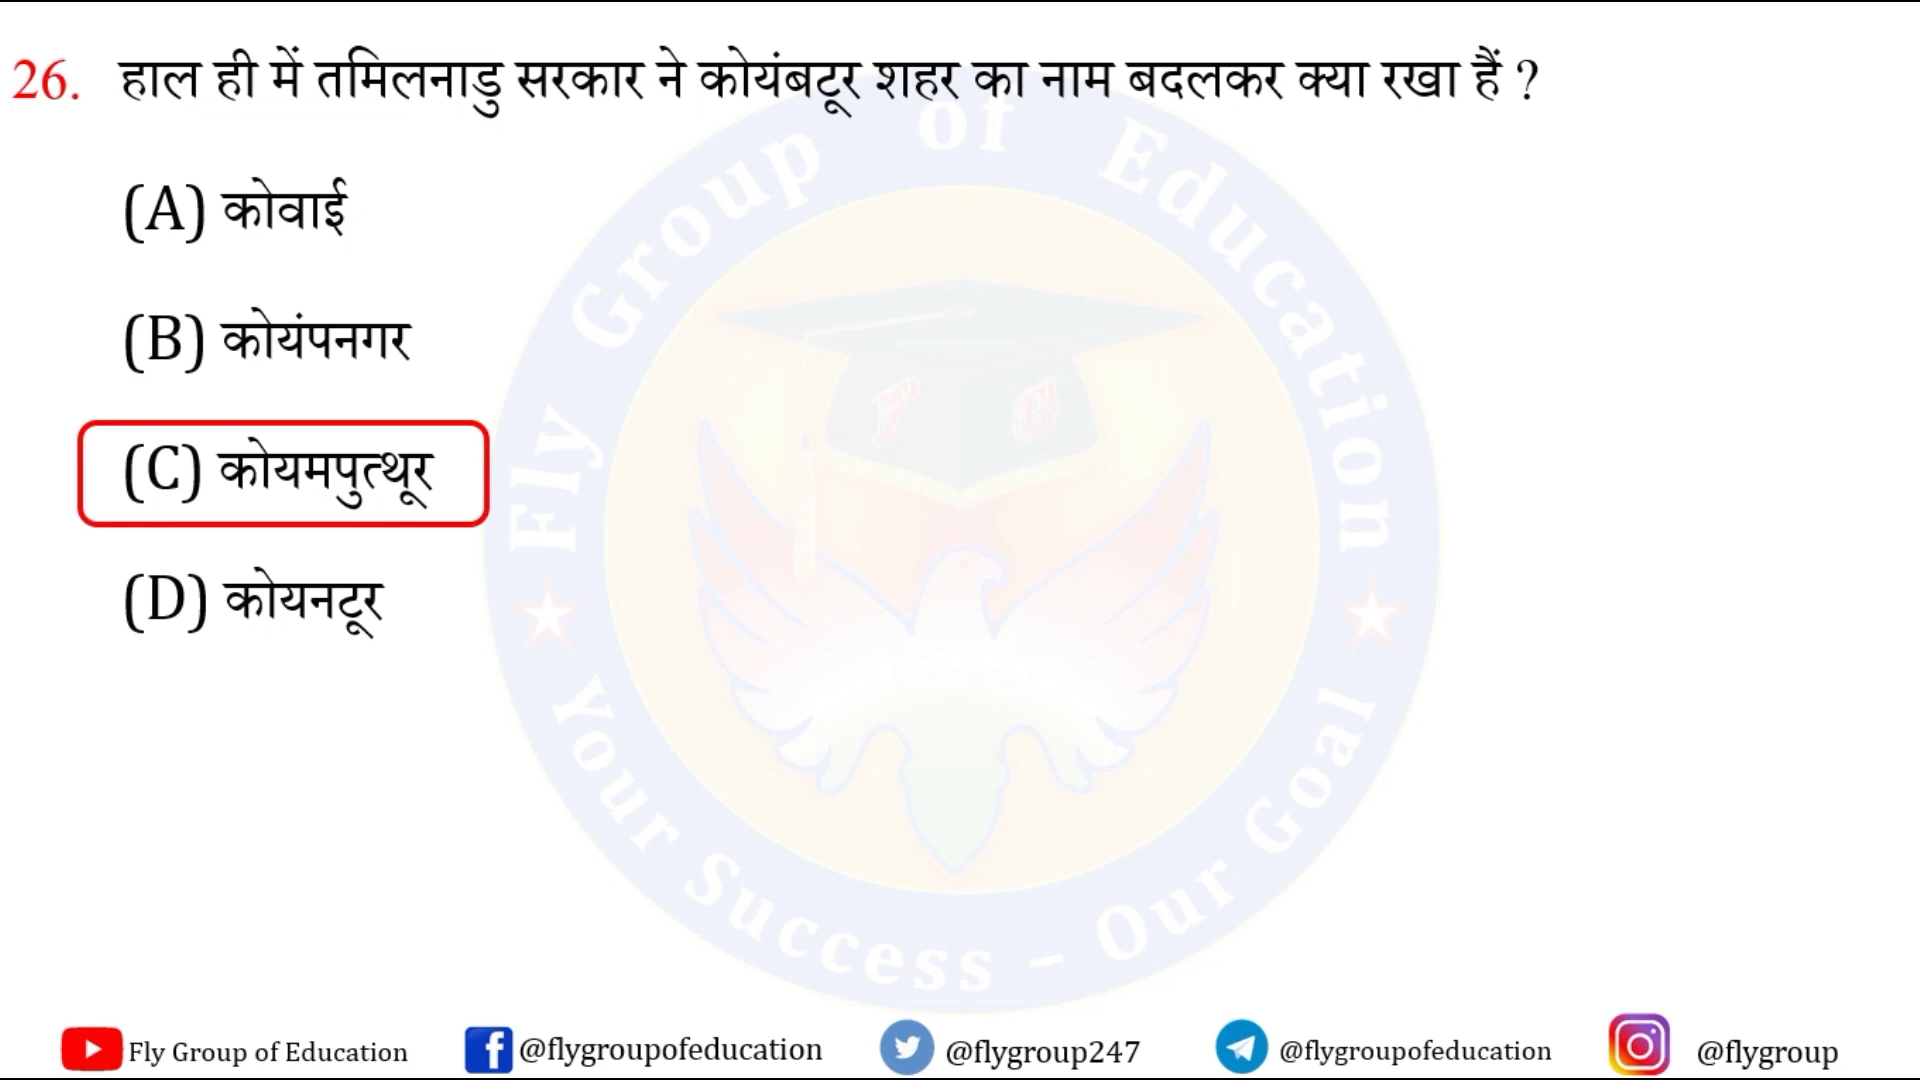 26. हाल ही में तमिलनाडु सरकार ने कोयंबटूर शहर का नाम बदलकर क्या रखा हैं ?
(A) कोवाई
(B) कोयंपनगर
(C) कोयमपुत्थूर
(D) कोयनटूर
Fly Group of Education
F G
Your Success – Our Goal
Fly Group of Education @flygroupofeducation @flygroup247 @flygroupofeducation @flygroup